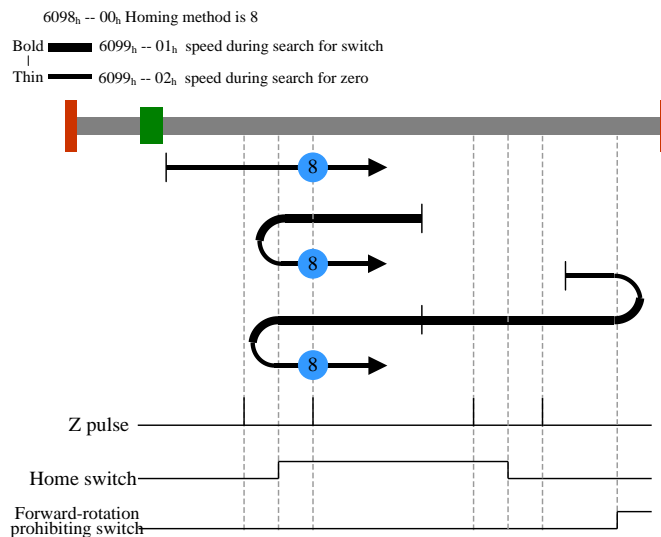 6098h -- 00h Homing method is 8
Bold 6099h -- 01h speed during search for switch
Thin 6099h -- 02h speed during search for zero
8
8
8
Z pulse
Home switch
Forward-rotation
prohibiting switch